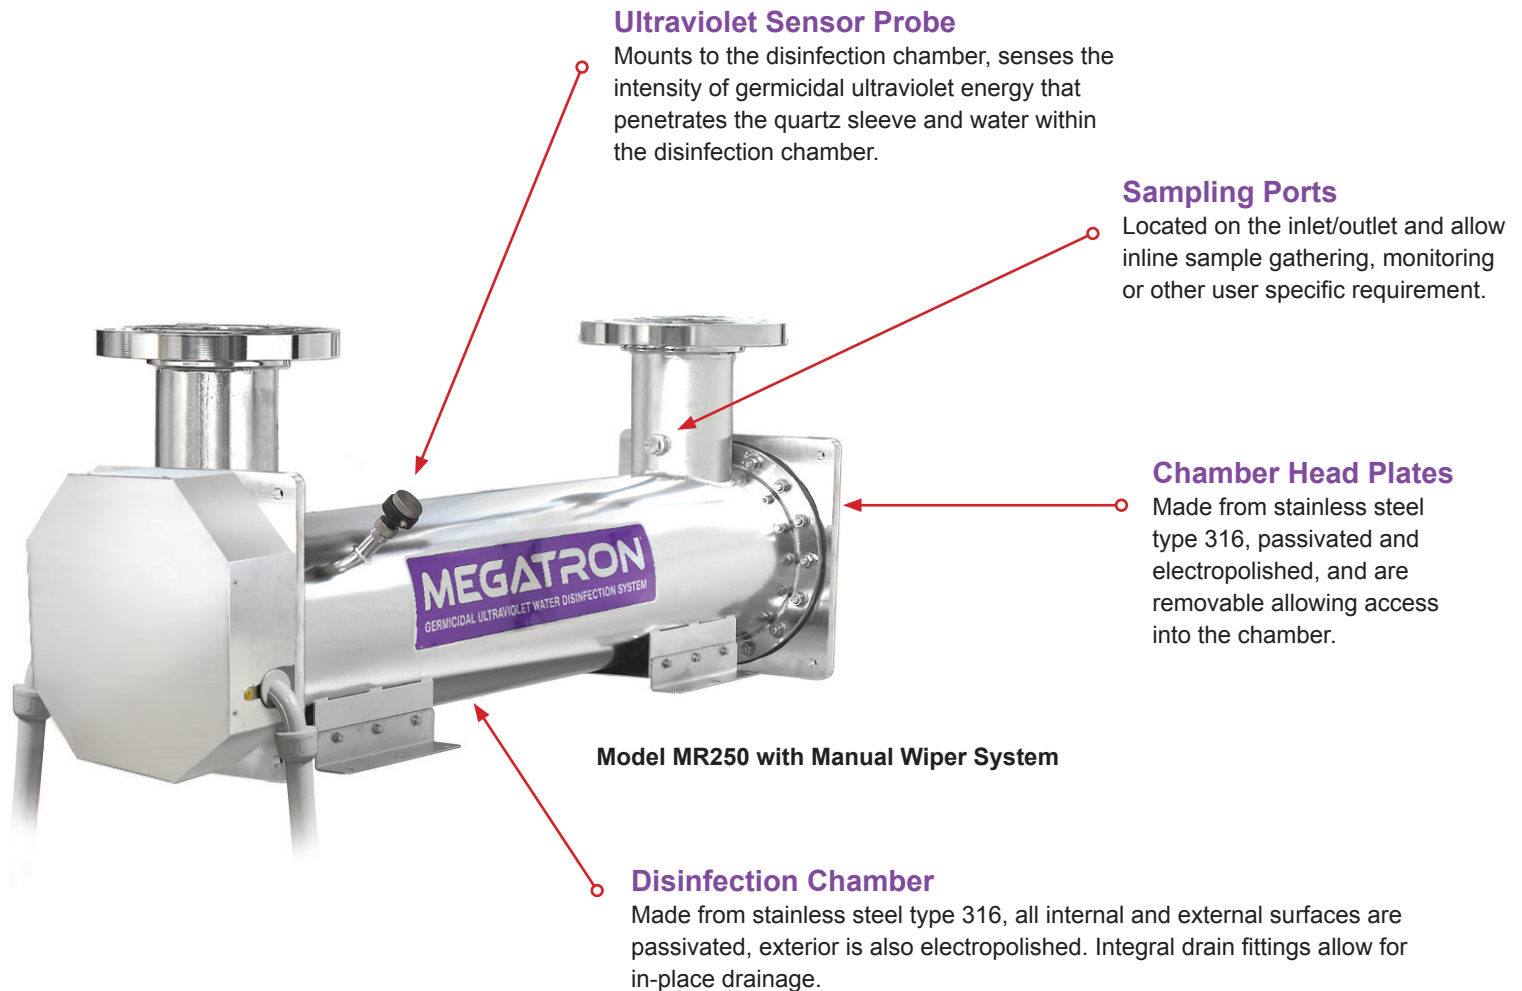 Ultraviolet Sensor Probe
Mounts to the disinfection chamber, senses the
intensity of germicidal ultraviolet energy that
penetrates the quartz sleeve and water within
the disinfection chamber.
Sampling Ports
Located on the inlet/outlet and allow
inline sample gathering, monitoring
or other user specific requirement.
Chamber Head Plates
Made from stainless steel
type 316, passivated and
electropolished, and are
removable allowing access
into the chamber.
MEGATRON
GERMICIDAL ULTRAVIOLET WATER DISINFECTION SYSTEM
Model MR250 with Manual Wiper System
Disinfection Chamber
Made from stainless steel type 316, all internal and external surfaces are
passivated, exterior is also electropolished. Integral drain fittings allow for
in-place drainage.